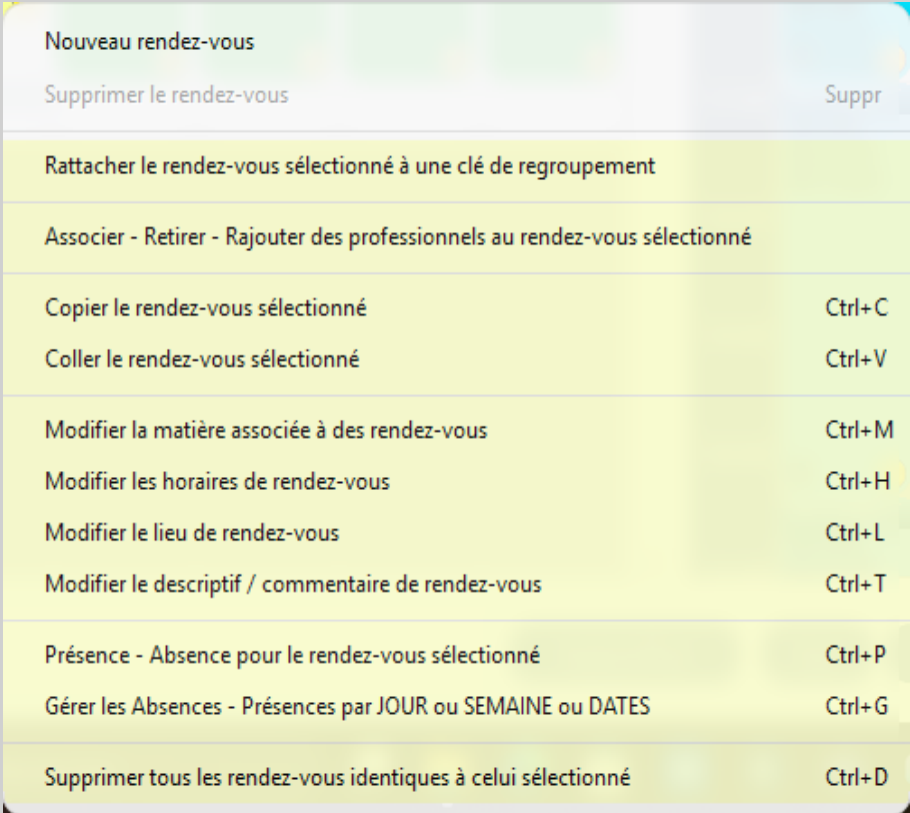 Nouveau rendez-vous
Supprimer le rendez-vous Suppr
Rattacher le rendez-vous sélectionné à une clé de regroupement
Associer - Retirer - Rajouter des professionnels au rendez-vous sélectionné
Copier le rendez-vous sélectionné Ctrl+C
Coller le rendez-vous sélectionné Ctrl+V
Modifier la matière associée à des rendez-vous Ctrl+M
Modifier les horaires de rendez-vous Ctrl+H
Modifier le lieu de rendez-vous Ctrl+L
Modifier le descriptif / commentaire de rendez-vous Ctrl+T
Présence - Absence pour le rendez-vous sélectionné Ctrl+P
Gérer les Absences - Présences par JOUR ou SEMAINE ou DATES Ctrl+G
Supprimer tous les rendez-vous identiques à celui sélectionné Ctrl+D